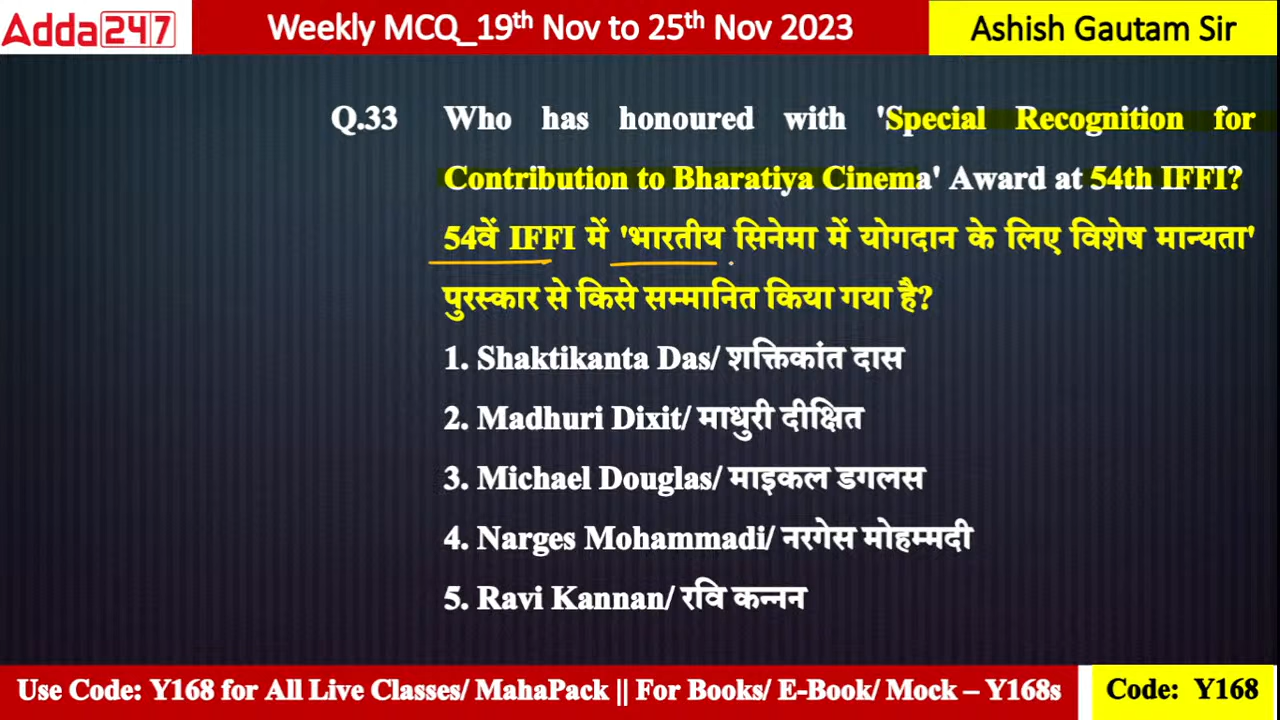 Adda247
Weekly MCQ_19th Nov to 25th Nov 2023
Ashish Gautam Sir
Q.33 Who has honoured with 'Special Recognition for
Contribution to Bharatiya Cinema' Award at 54th IFFI?
54वें IFFI में 'भारतीय सिनेमा में योगदान के लिए विशेष मान्यता'
पुरस्कार से किसे सम्मानित किया गया है?
1. Shaktikanta Das/ शक्तिकांत दास
2. Madhuri Dixit/ माधुरी दीक्षित
3. Michael Douglas/ माइकल डगलस
4. Narges Mohammadi/ नरगेस मोहम्मदी
5. Ravi Kannan/ रवि कन्नन
Use Code: Y168 for All Live Classes/ MahaPack || For Books/ E-Book/ Mock – Y168s
Code: Y168